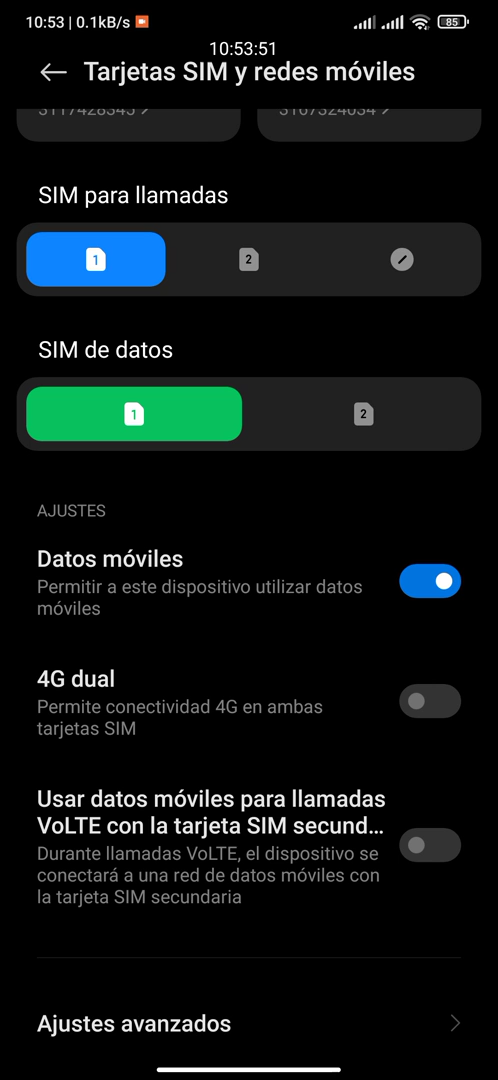 10:53 | 0.1kB/s
85
10:53:51
Tarjetas SIM y redes móviles
3117428345
3167324034
SIM para llamadas
1
2
SIM de datos
1
2
AJUSTES
Datos móviles
Permitir a este dispositivo utilizar datos
móviles
4G dual
Permite conectividad 4G en ambas
tarjetas SIM
Usar datos móviles para llamadas
VoLTE con la tarjeta SIM secund...
Durante llamadas VoLTE, el dispositivo se
conectará a una red de datos móviles con
la tarjeta SIM secundaria
Ajustes avanzados